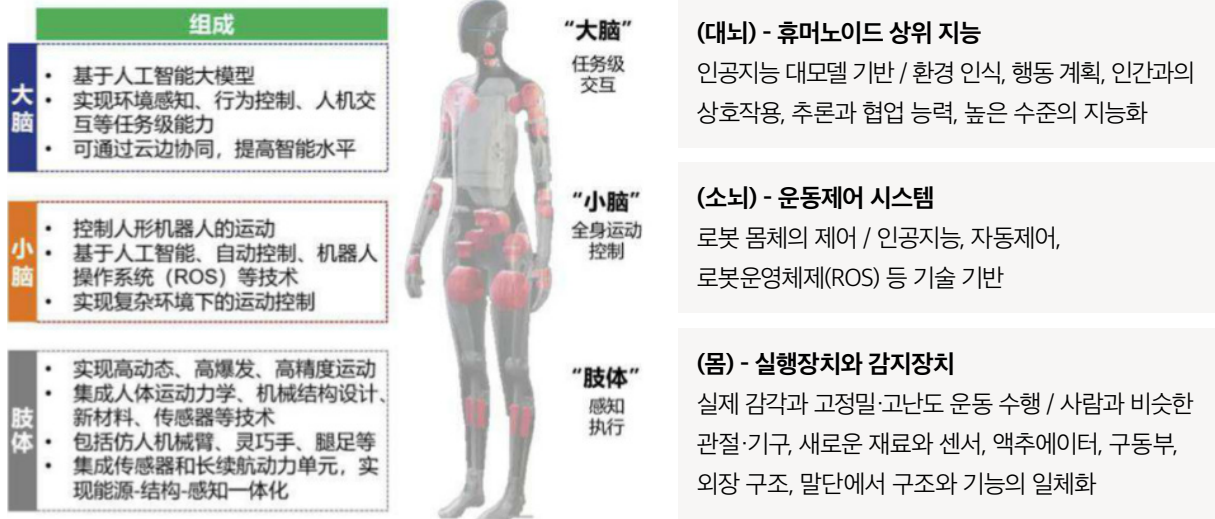 组成
大脑
• 基于人工智能大模型
• 实现环境感知、行为控制、人机交
互等任务级能力
• 可通过云边协同，提高智能水平
小脑
• 控制人形机器人的运动
• 基于人工智能、自动控制、机器人
操作系统（ROS）等技术
• 实现复杂环境下的运动控制
肢体
• 实现高动态、高爆发、高精度运动
• 集成人体运动力学、机械结构设计、
新材料、传感器等技术
• 包括仿人机械臂、灵巧手、腿足等
• 集成传感器和长续航动力单元，实
现能源-结构-感知一体化
“大脑”
任务级
交互
“小脑”
全身运动
控制
“肢体”
感知
执行
(대뇌) - 휴머노이드 상위 지능
인공지능 대모델 기반 / 환경 인식, 행동 계획, 인간과의
상호작용, 추론과 협업 능력, 높은 수준의 지능화
(소뇌) - 운동제어 시스템
로봇 몸체의 제어 / 인공지능, 자동제어,
로봇운영체제(ROS) 등 기술 기반
(몸) - 실행장치와 감지장치
실제 감각과 고정밀·고난도 운동 수행 / 사람과 비슷한
관절·기구, 새로운 재료와 센서, 액추에이터, 구동부,
외장 구조, 말단에서 구조와 기능의 일체화